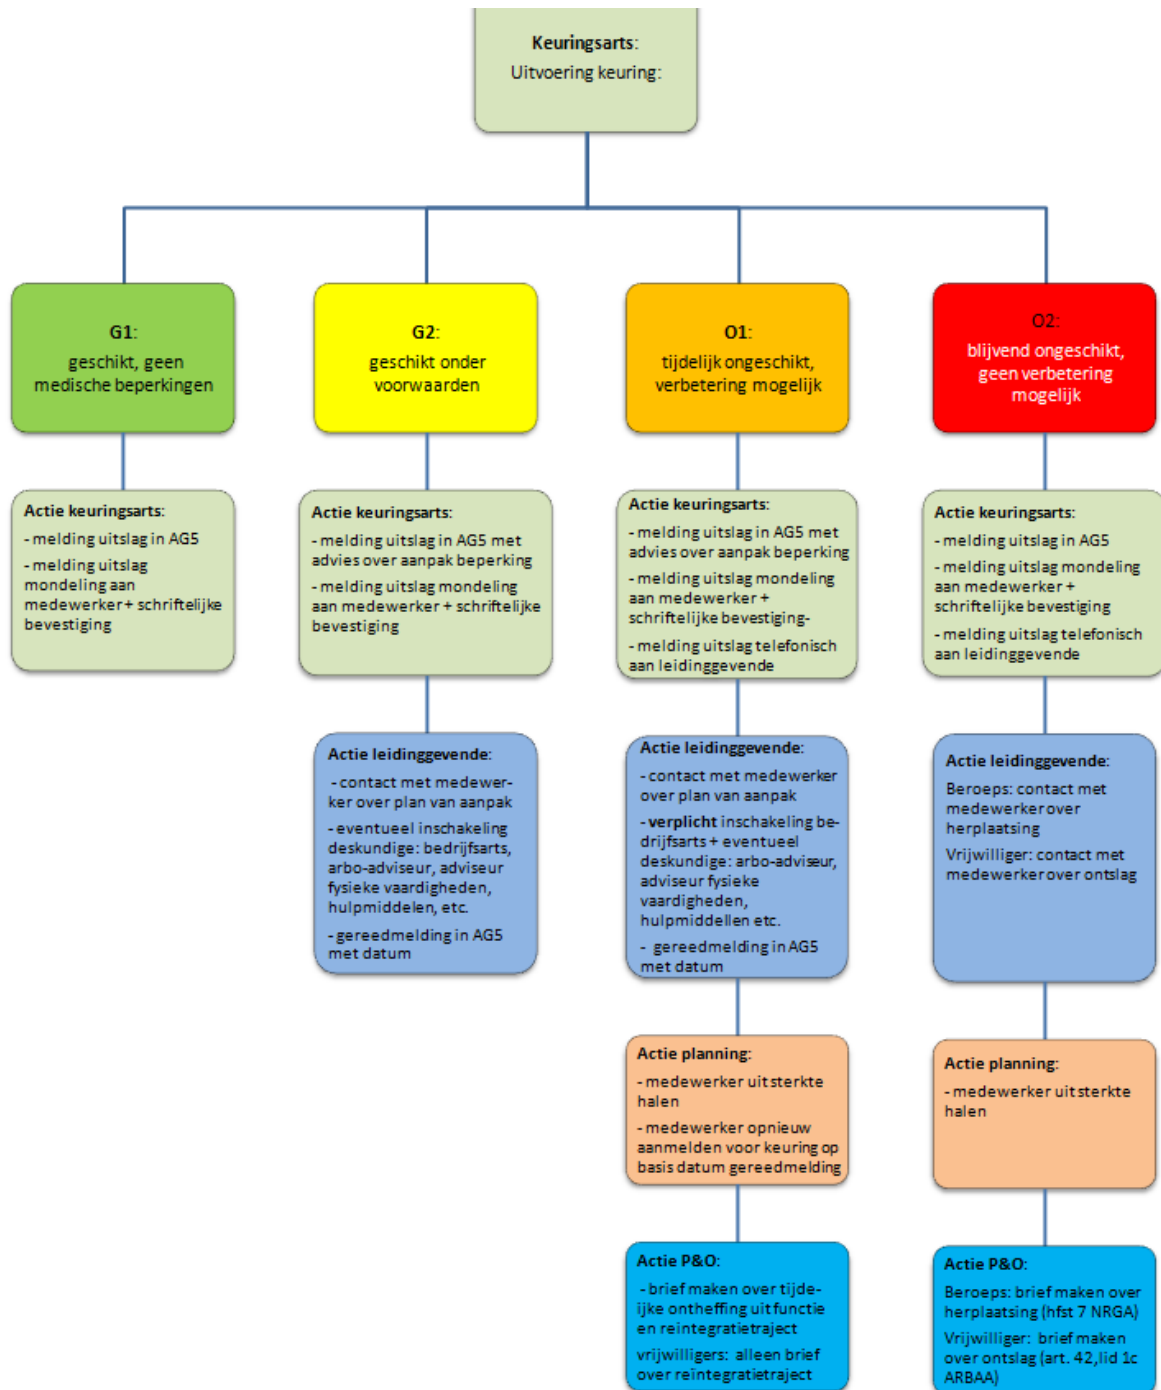 Keuringsarts:
Uitvoering keuring:
G1:
geschikt, geen
medische beperkingen
G2:
geschikt onder
voorwaarden
O1:
tijdelijk ongeschikt,
verbetering mogelijk
O2:
blijvend ongeschikt,
geen verbetering
mogelijk
Actie keuringsarts:
- melding uitslag in AG5
- melding uitslag
mondeling aan
medewerker + schriftelijke
bevestiging
Actie keuringsarts:
- melding uitslag in AG5 met
advies over aanpak beperking
- melding uitslag mondeling
aan medewerker + schriftelijke
bevestiging
Actie keuringsarts:
- melding uitslag in AG5 met
advies over aanpak beperking
- melding uitslag mondeling
aan medewerker +
schriftelijke bevestiging-
- melding uitslag telefonisch
aan leidinggevende
Actie keuringsarts:
- melding uitslag in AG5
- melding uitslag mondeling
aan medewerker +
schriftelijke bevestiging
- melding uitslag telefonisch
aan leidinggevende
Actie leidinggevende:
- contact met medewer-
ker over plan van aanpak
- eventueel inschakeling
deskundige: bedrijfsarts,
arbo-adviseur, adviseur
fysieke vaardigheden,
hulpmiddelen, etc.
- gereedmelding in AG5
met datum
Actie leidinggevende:
- contact met medewerker
over plan van aanpak
- verplicht inschakeling be-
drijfsarts + eventueel
deskundige: arbo-adviseur,
adviseur fysieke
vaardigheden,
hulpmiddellen etc.
- gereedmelding in AG5
met datum
Actie leidinggevende:
Beroeps: contact met
medewerker over
herplaatsing
Vrijwilliger: contact met
medewerker over ontslag
Actie planning:
- medewerker uit sterkte
halen
- medewerker opnieuw
aanmelden voor keuring op
basis datum gereedmelding
Actie planning:
- medewerker uit sterkte
halen
Actie P&O:
- brief maken over tijde-
ijke ontheffing uit functie
en reintegratietraject
vrijwilligers: alleen brief
over reïntegratietraject
Actie P&O:
Beroeps: brief maken over
herplaatsing (hfst 7 NRGA)
Vrijwilliger: brief maken
over ontslag (art. 42, lid 1c
ARBAA)